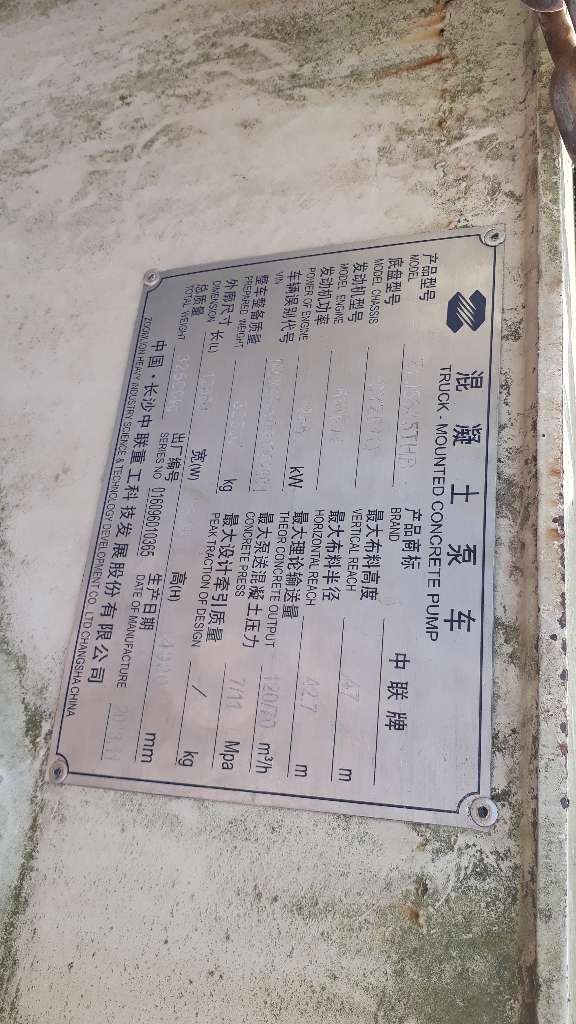 混凝土泵车
TRUCK-MOUNTED CONCRETE PUMP
产品型号
MODEL
产品商标 中联牌
BRAND
底盘型号
MODEL CHASSIS
最大布料高度 47 m
VERTICAL REACH
发动机型号
MODEL ENGINE
最大布料半径 42.7 m
HORIZONTAL REACH
发动机功率 kW
POWER OF ENGINE
最大理论输送量 120/70 m³/h
THEOR. CONCRETE OUTPUT
车辆识别代号
VIN
最大泵送混凝土压力 7/11 Mpa
CONCRETE PRESS
整车整备质量 kg
PREPARED WEIGHT
最大设计牵引质量 / kg
PEAK TRACTION OF DESIGN
外廓尺寸 长(L) 宽(W) 高(H) mm
DIMENSION
总质量 kg
TOTAL WEIGHT
出厂编号 016096010365
SERIES NO
生产日期
DATE OF MANUFACTURE
中国·长沙中联重工科技发展股份有限公司
ZOOMLION HEAVY INDUSTRY SCIENCE & TECHNOLOGY DEVELOPMENT CO., LTD CHANGSHA CHINA